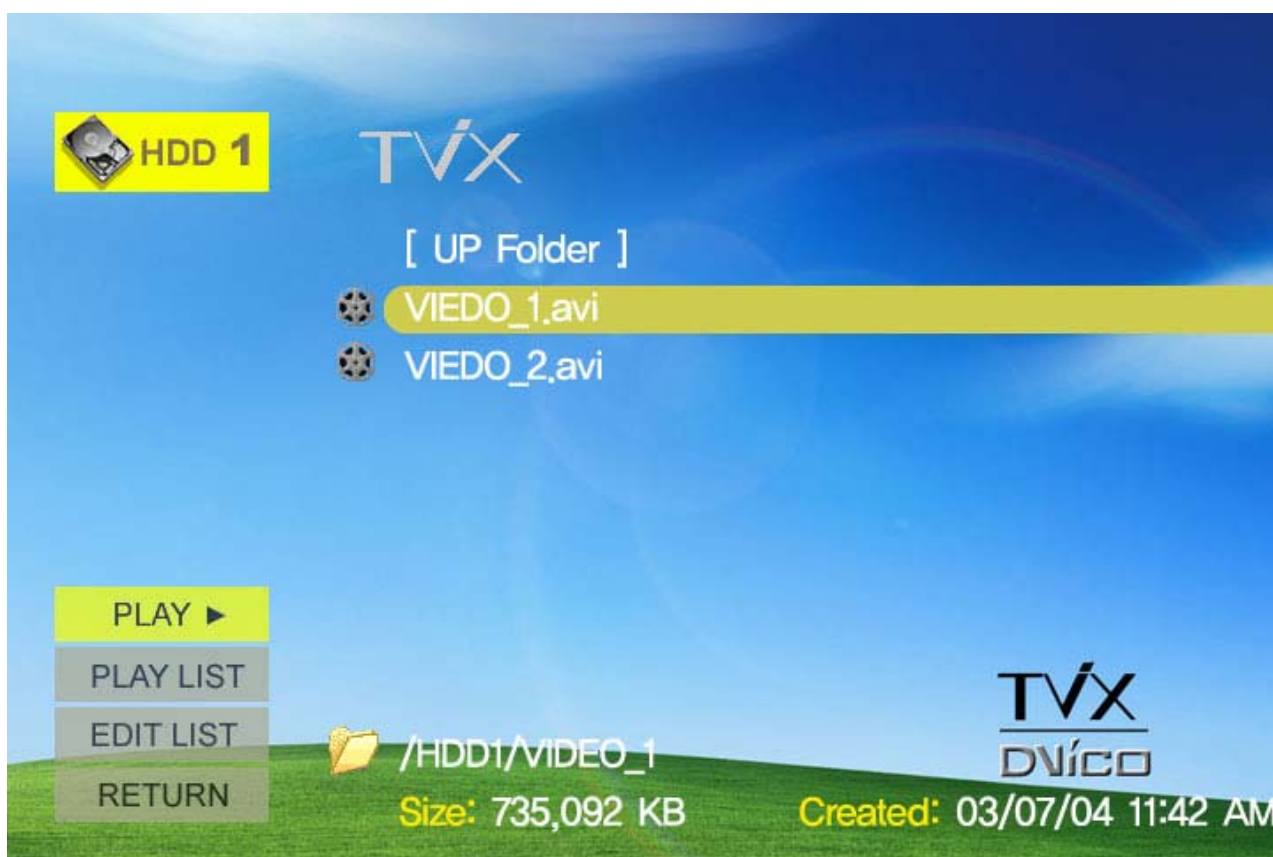 HDD 1
TViX
[ UP Folder ]
VIEDO_1.avi
VIEDO_2.avi
PLAY ►
PLAY LIST
EDIT LIST
RETURN
/HDD1/VIDEO_1
Size: 735,092 KB
Created: 03/07/04 11:42 AM
TViX
DViCO